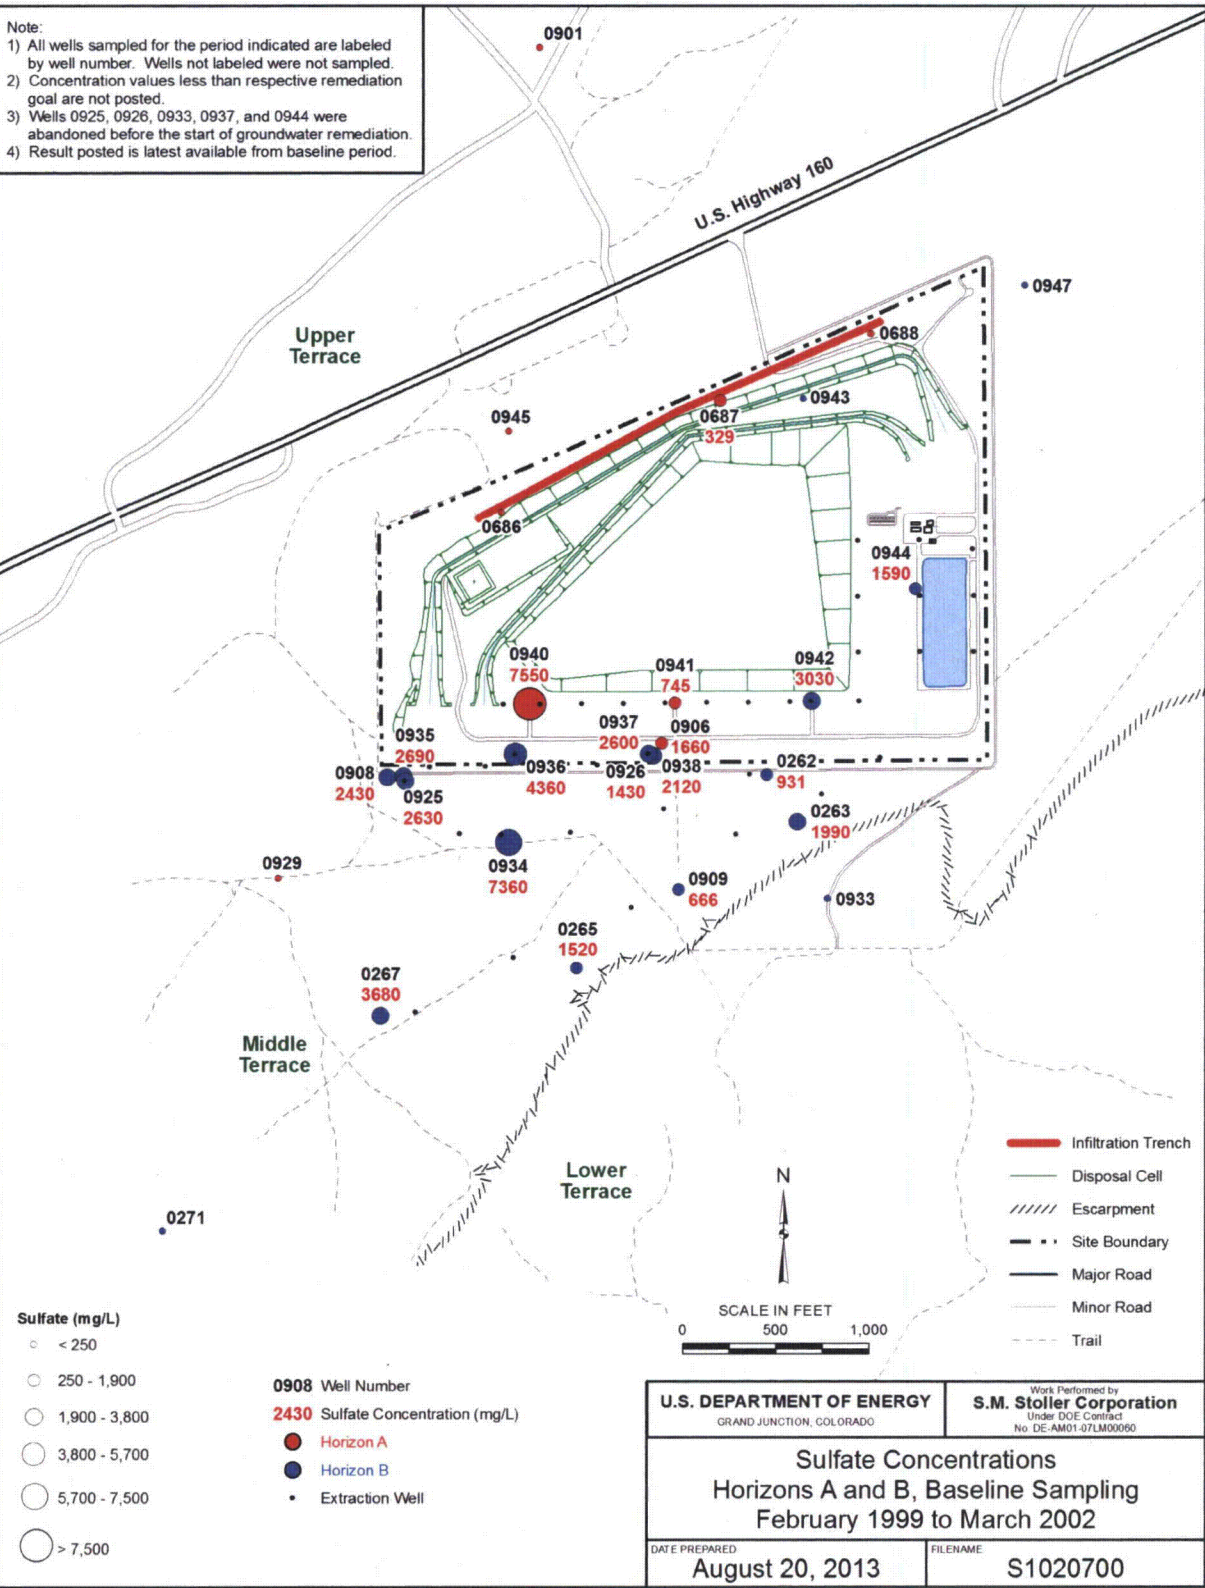 Note:
1) All wells sampled for the period indicated are labeled
by well number. Wells not labeled were not sampled.
2) Concentration values less than respective remediation
goal are not posted.
3) Wells 0925, 0926, 0933, 0937, and 0944 were
abandoned before the start of groundwater remediation.
4) Result posted is latest available from baseline period.
0901
U.S. Highway 160
0947
Upper
Terrace
0688
0943
0945
0687
329
0686
0944
1590
0940
7550
0941
745
0942
3030
0937
2600
0906
1660
0935
2690
0908
2430
0925
2630
0936
4360
0926
1430
0938
2120
0262
931
0263
1990
0929
0934
7360
0909
666
0933
0265
1520
0267
3680
Middle
Terrace
Lower
Terrace
0271
N
SCALE IN FEET
0 500 1,000
Infiltration Trench
Disposal Cell
Escarpment
Site Boundary
Major Road
Minor Road
Trail
Sulfate (mg/L)
< 250
250 - 1,900
1,900 - 3,800
3,800 - 5,700
5,700 - 7,500
> 7,500
0908 Well Number
2430 Sulfate Concentration (mg/L)
Horizon A
Horizon B
Extraction Well
U.S. DEPARTMENT OF ENERGY
GRAND JUNCTION, COLORADO
Work Performed by
S.M. Stoller Corporation
Under DOE Contract
No. DE-AM01-07LM00060
Sulfate Concentrations
Horizons A and B, Baseline Sampling
February 1999 to March 2002
DATE PREPARED
August 20, 2013
FILENAME
S1020700